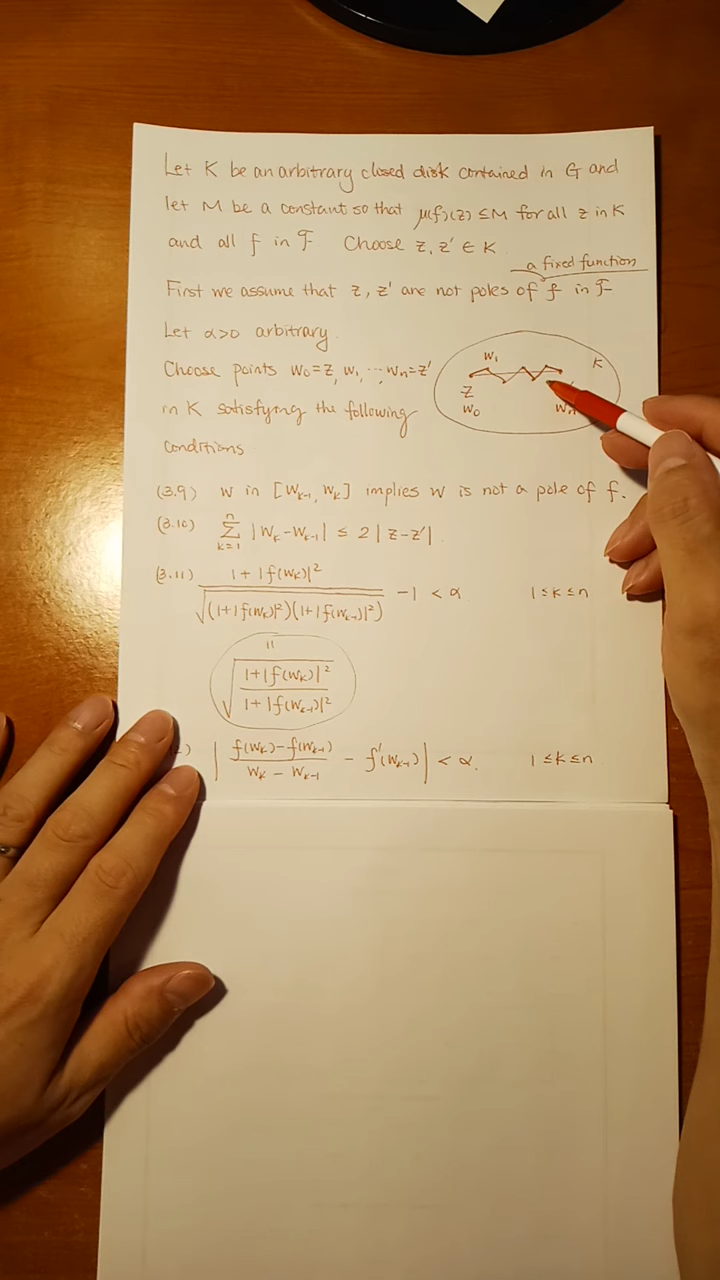 Let K be an arbitrary closed disk contained in G and
let M be a constant so that μ(f)(z) ≤ M for all z in K
and all f in ℱ Choose z, z' ∈ K
a fixed function
First we assume that z, z' are not poles of f in ℱ
Let α>0 arbitrary.
Choose points w₀=z, w₁, ⋯, wₙ=z'
in K satisfying the following
conditions
w₁
K
z
w₀
(3.9) w in [wₖ₋₁, wₖ] implies w is not a pole of f.
(3.10) ∑ₖ₌₁ⁿ |wₖ-wₖ₋₁| ≤ 2|z-z'|.
(3.11) (1+|f(wₖ)|²) / √((1+|f(wₖ)|²)(1+|f(wₖ₋₁)|²)) -1 < α 1≤k≤n
=
√((1+|f(wₖ)|²) / (1+|f(wₖ₋₁)|²))
) | (f(wₖ)-f(wₖ₋₁)) / (wₖ-wₖ₋₁) - f'(wₖ₋₁) | < α. 1≤k≤n